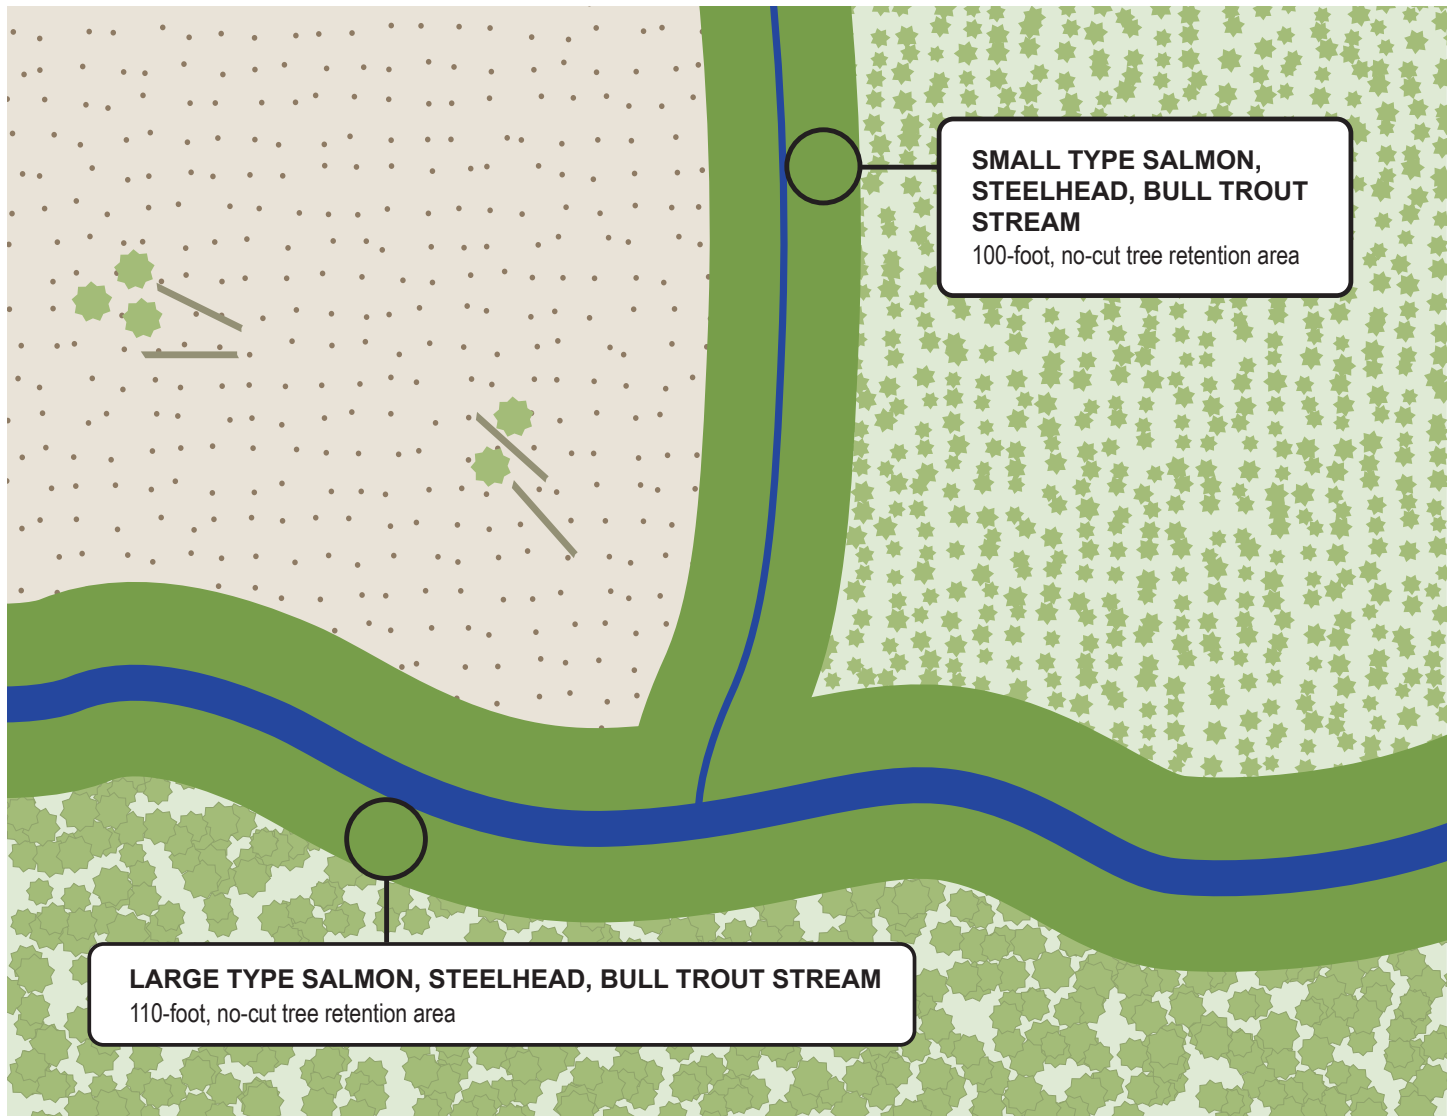 SMALL TYPE SALMON,
STEELHEAD, BULL TROUT
STREAM
100-foot, no-cut tree retention area
LARGE TYPE SALMON, STEELHEAD, BULL TROUT STREAM
110-foot, no-cut tree retention area